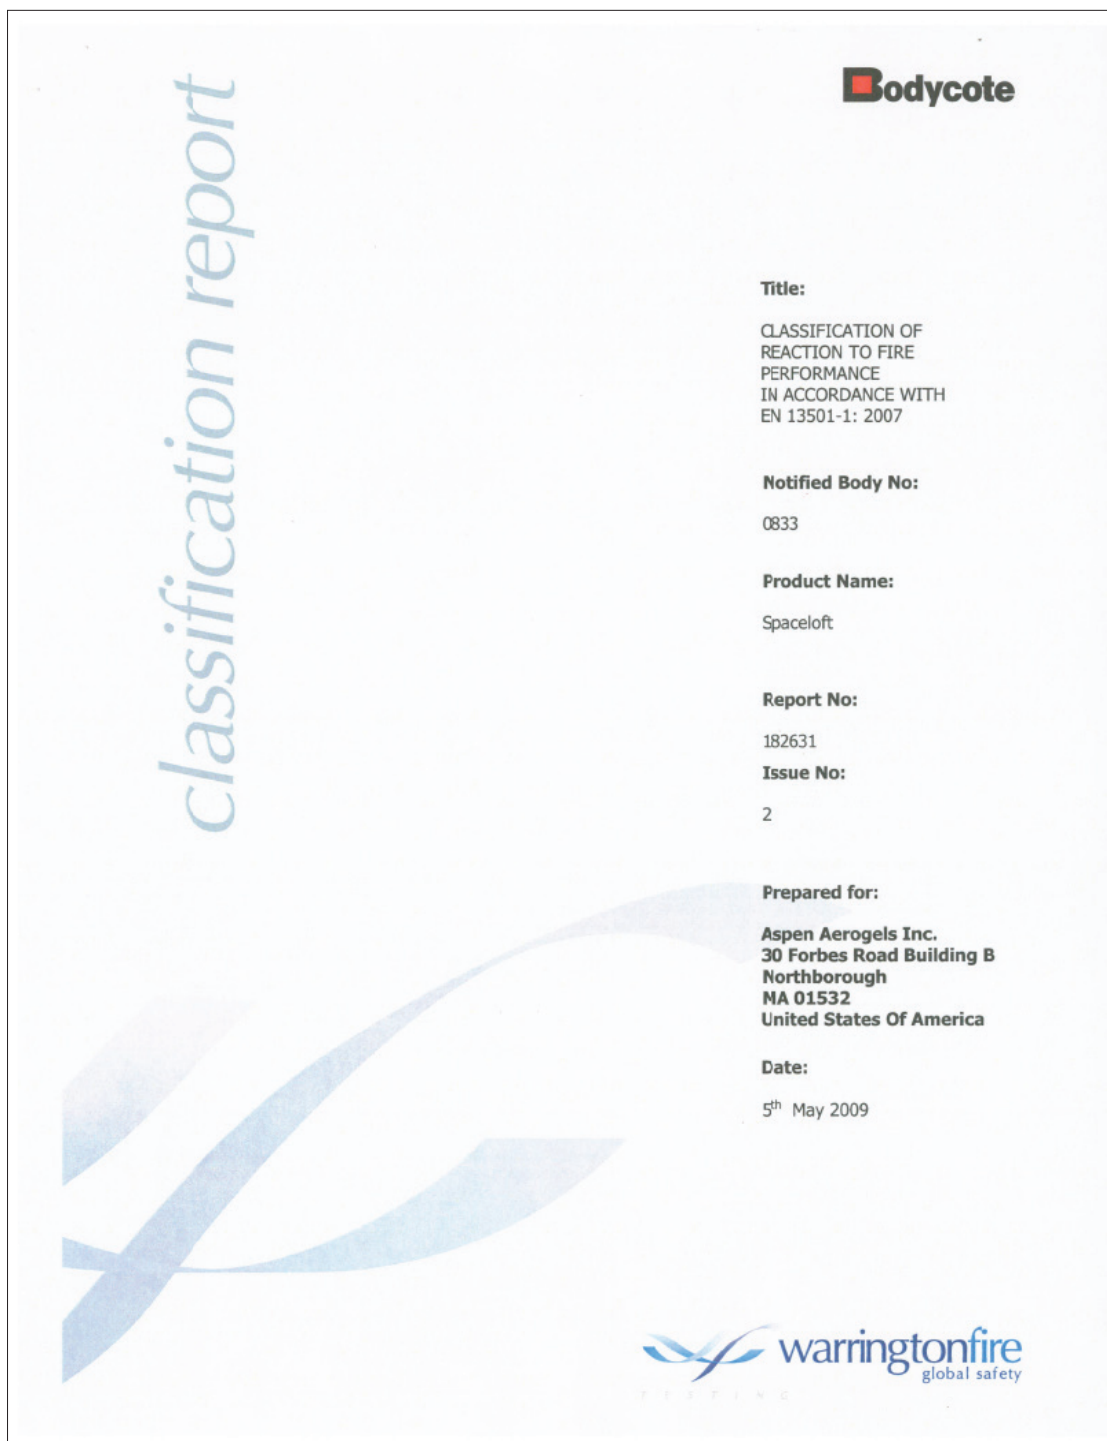 Bodycote
classification report
Title:
CLASSIFICATION OF
REACTION TO FIRE
PERFORMANCE
IN ACCORDANCE WITH
EN 13501-1: 2007
Notified Body No:
0833
Product Name:
Spaceloft
Report No:
182631
Issue No:
2
Prepared for:
Aspen Aerogels Inc.
30 Forbes Road Building B
Northborough
MA 01532
United States Of America
Date:
5th May 2009
warringtonfire
global safety
TESTING